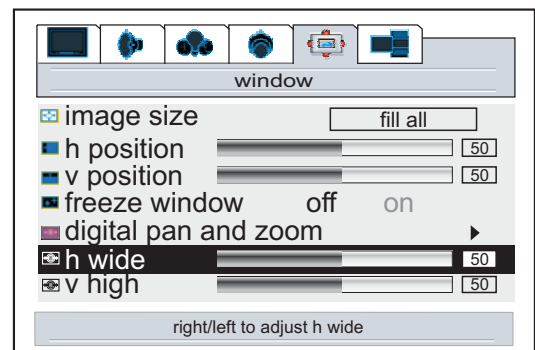 window
image size fill all
h position 50
v position 50
freeze window off on
digital pan and zoom
h wide 50
v high 50
right/left to adjust h wide